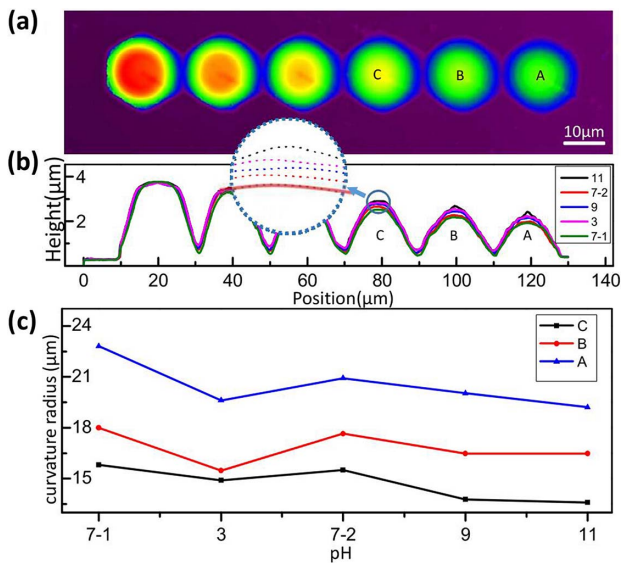 (a)
C
B
A
10μm
(b)
Height(μm)
4
2
11
7-2
9
3
7-1
C
B
A
0
20
40
60
80
100
120
140
Position(μm)
(c)
curvature radius (μm)
24
21
18
15
C
B
A
7-1
3
7-2
9
11
pH